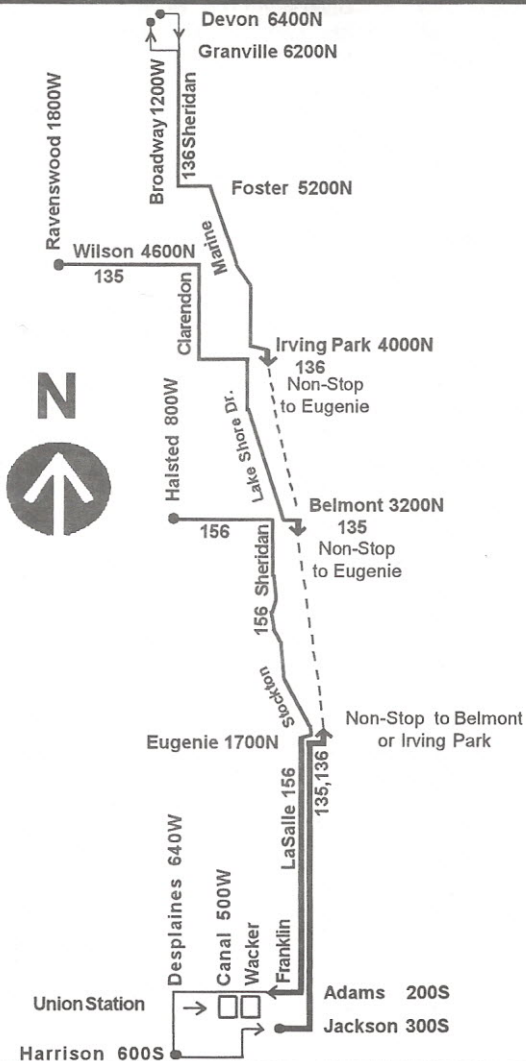 Devon 6400N
Granville 6200N
Broadway 1200W
136 Sheridan
Ravenswood 1800W
Foster 5200N
Marine
Wilson 4600N
135
Clarendon
Irving Park 4000N
136
Non-Stop
to Eugenie
N
Halsted 800W
Lake Shore Dr.
Belmont 3200N
135
Non-Stop
to Eugenie
156
156 Sheridan
Stockton
Non-Stop to Belmont
or Irving Park
Eugenie 1700N
LaSalle 156
135,136
Desplaines 640W
Canal 500W
Wacker
Franklin
Union Station
Adams 200S
Jackson 300S
Harrison 600S